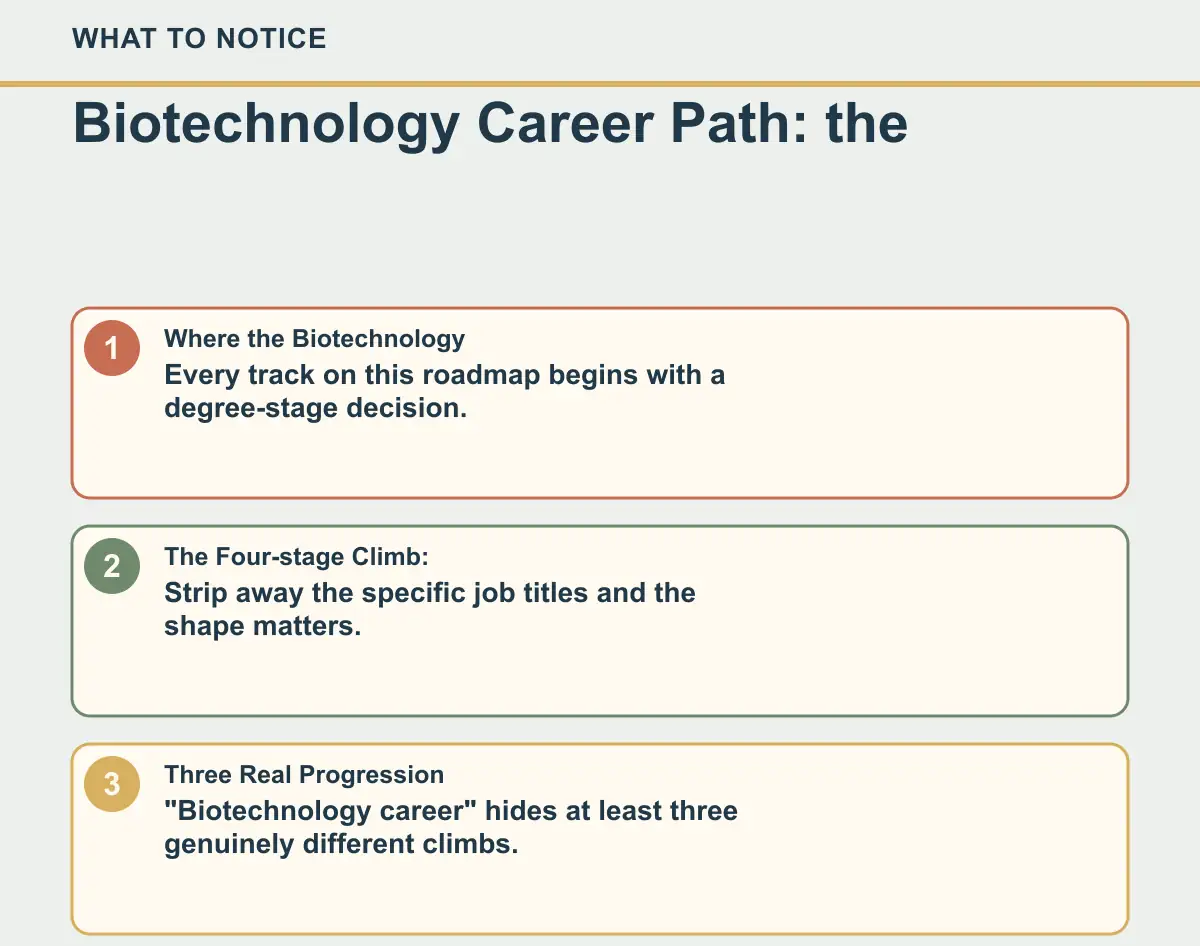 WHAT TO NOTICE
Biotechnology Career Path: the
1
Where the Biotechnology
Every track on this roadmap begins with a
degree-stage decision.
2
The Four-stage Climb:
Strip away the specific job titles and the
shape matters.
3
Three Real Progression
"Biotechnology career" hides at least three
genuinely different climbs.